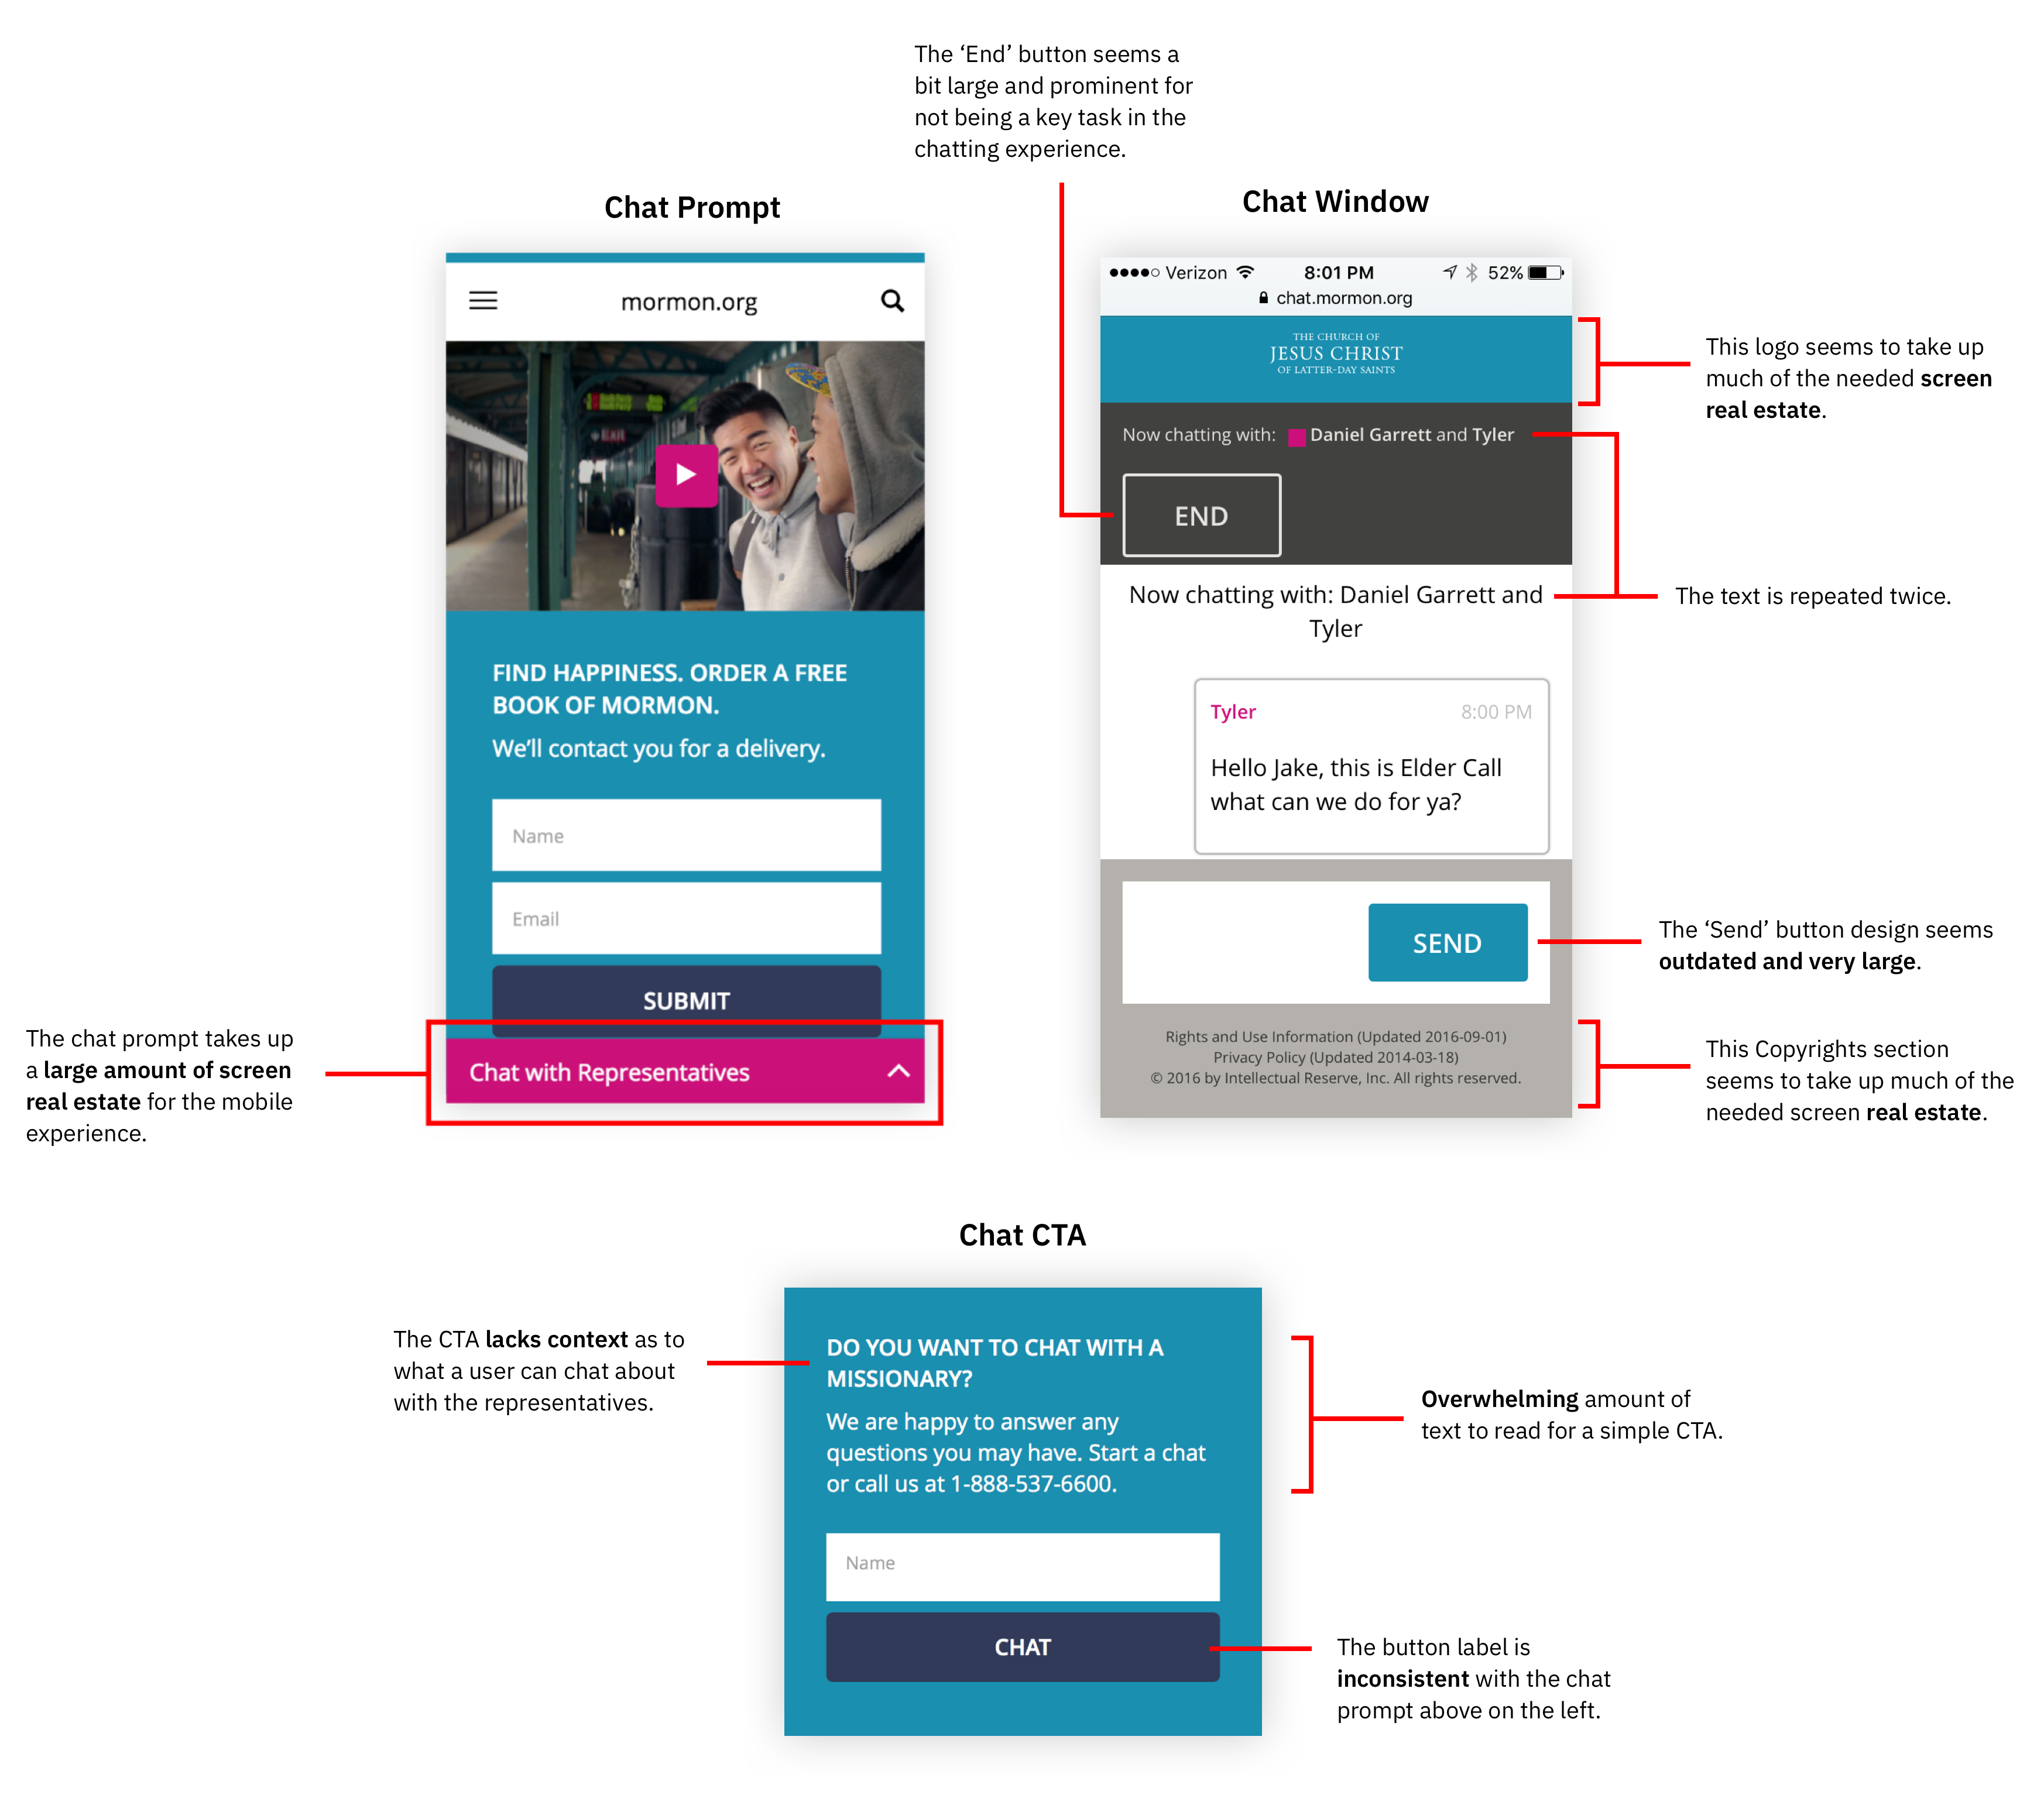 The ‘End’ button seems a
bit large and prominent for
not being a key task in the
chatting experience.
Chat Prompt
mormon.org
EXIT
FIND HAPPINESS. ORDER A FREE
BOOK OF MORMON.
We’ll contact you for a delivery.
Name
Email
SUBMIT
Chat with Representatives
The chat prompt takes up
a large amount of screen
real estate for the mobile
experience.
Chat Window
Verizon 8:01 PM 52%
chat.mormon.org
THE CHURCH OF
JESUS CHRIST
OF LATTER-DAY SAINTS
Now chatting with: Daniel Garrett and Tyler
END
Now chatting with: Daniel Garrett and
Tyler
Tyler 8:00 PM
Hello Jake, this is Elder Call
what can we do for ya?
SEND
Rights and Use Information (Updated 2016-09-01)
Privacy Policy (Updated 2014-03-18)
© 2016 by Intellectual Reserve, Inc. All rights reserved.
This logo seems to take up
much of the needed screen
real estate.
The text is repeated twice.
The ‘Send’ button design seems
outdated and very large.
This Copyrights section
seems to take up much of the
needed screen real estate.
Chat CTA
The CTA lacks context as to
what a user can chat about
with the representatives.
DO YOU WANT TO CHAT WITH A
MISSIONARY?
We are happy to answer any
questions you may have. Start a chat
or call us at 1-888-537-6600.
Name
CHAT
Overwhelming amount of
text to read for a simple CTA.
The button label is
inconsistent with the chat
prompt above on the left.